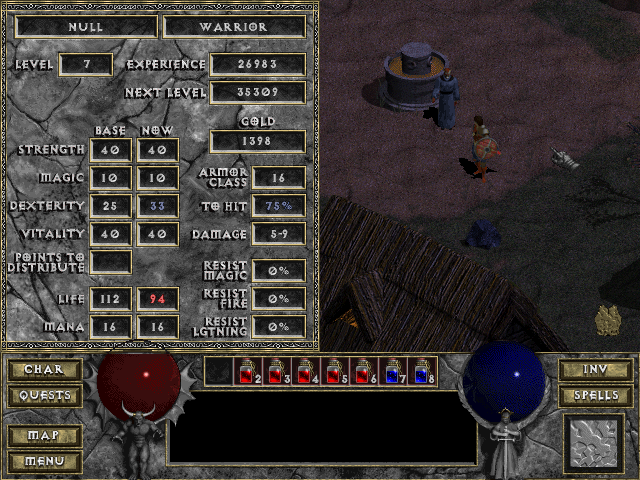 NULL WARRIOR
LEVEL 7 EXPERIENCE 26983
NEXT LEVEL 35309
BASE NOW GOLD
1398
STRENGTH 40 40
MAGIC 10 10 ARMOR CLASS 16
DEXTERITY 25 33 TO HIT 75%
VITALITY 40 40 DAMAGE 5-9
POINTS TO DISTRIBUTE RESIST MAGIC 0%
LIFE 112 94 RESIST FIRE 0%
MANA 16 16 RESIST LGTNING 0%
CHAR 2 3 4 5 6 7 8 INV
QUESTS SPELLS
MAP
MENU